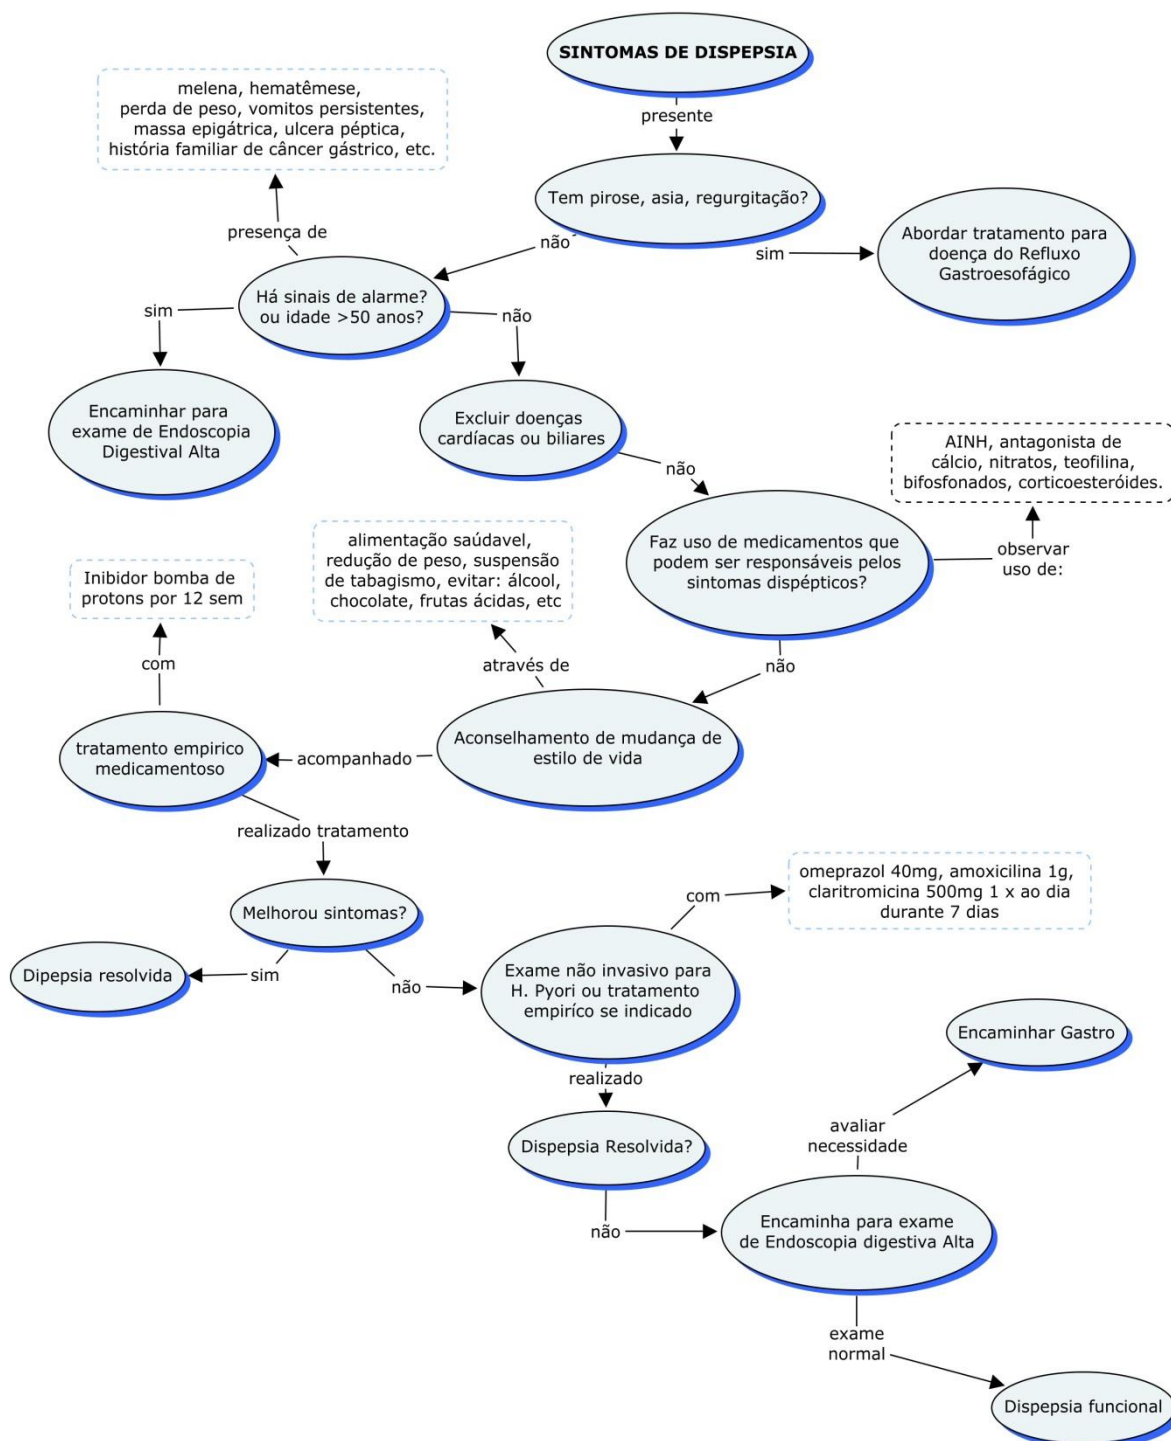 SINTOMAS DE DISPEPSIA
presente
melena, hematêmese,
perda de peso, vomitos persistentes,
massa epigátrica, ulcera péptica,
história familiar de câncer gástrico, etc.
Tem pirose, asia, regurgitação?
presença de
não
sim
Abordar tratamento para
doença do Refluxo
Gastroesofágico
Há sinais de alarme?
ou idade >50 anos?
sim
não
Encaminhar para
exame de Endoscopia
Digestival Alta
Excluir doenças
cardíacas ou biliares
não
AINH, antagonista de
cálcio, nitratos, teofilina,
bifosfonados, corticoesteróides.
Faz uso de medicamentos que
podem ser responsáveis pelos
sintomas dispépticos?
observar
uso de:
alimentação saúdavel,
redução de peso, suspensão
de tabagismo, evitar: álcool,
chocolate, frutas ácidas, etc
Inibidor bomba de
protons por 12 sem
com
através de
não
Aconselhamento de mudança de
estilo de vida
acompanhado
tratamento empirico
medicamentoso
realizado tratamento
Melhorou sintomas?
sim
Dipepsia resolvida
não
omeprazol 40mg, amoxicilina 1g,
claritromicina 500mg 1 x ao dia
durante 7 dias
com
Exame não invasivo para
H. Pyori ou tratamento
empiríco se indicado
realizado
Dispepsia Resolvida?
não
Encaminhar Gastro
avaliar
necessidade
Encaminha para exame
de Endoscopia digestiva Alta
exame
normal
Dispepsia funcional